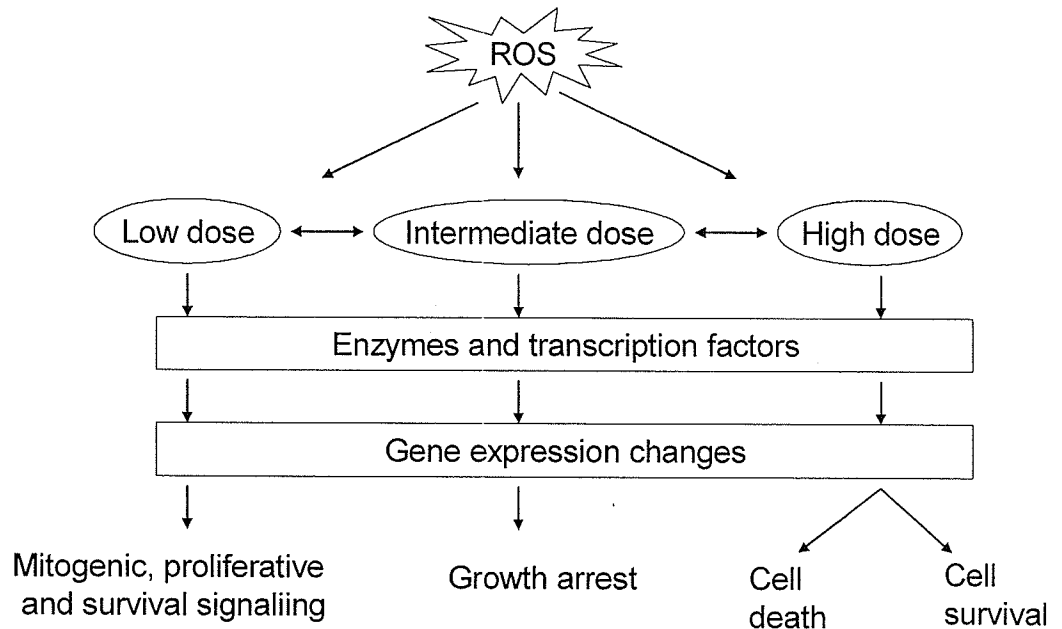 ROS
Low dose
Intermediate dose
High dose
Enzymes and transcription factors
Gene expression changes
Mitogenic, proliferative
and survival signaliing
Growth arrest
Cell
death
Cell
survival